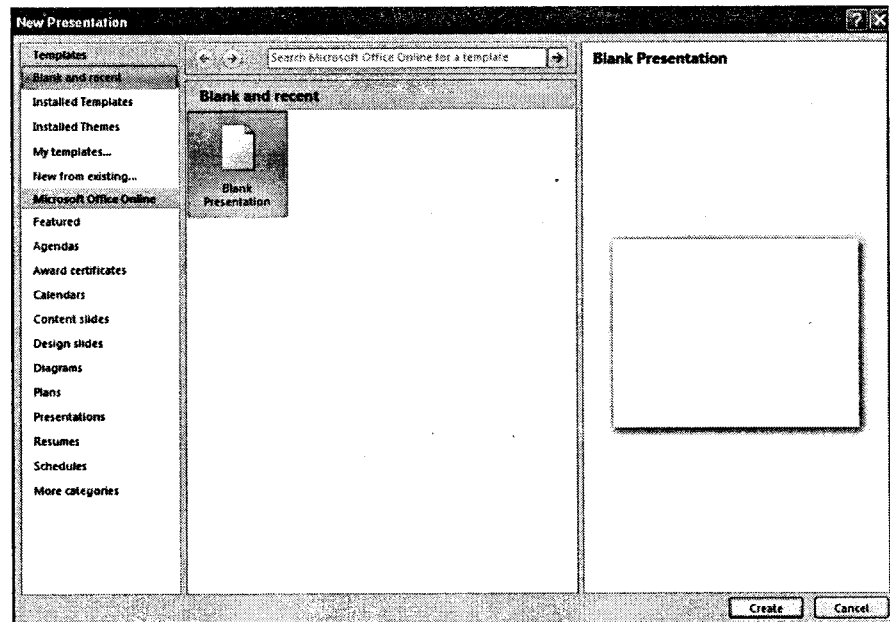 New Presentation
Templates
Blank and recent
Installed Templates
Installed Themes
My templates...
New from existing...
Microsoft Office Online
Featured
Agendas
Award certificates
Calendars
Content slides
Design slides
Diagrams
Plans
Presentations
Resumes
Schedules
More categories
Search Microsoft Office Online for a template
Blank and recent
Blank
Presentation
Blank Presentation
Create
Cancel